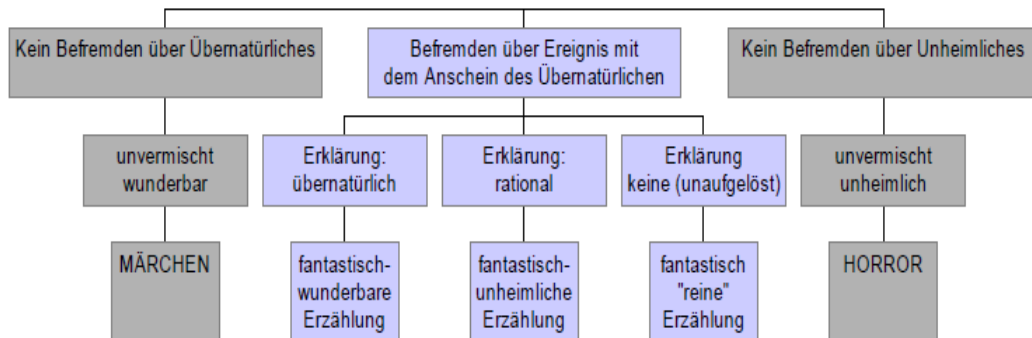 Kein Befremden über Übernatürliches
Befremden über Ereignis mit
dem Anschein des Übernatürlichen
Kein Befremden über Unheimliches
unvermischt
wunderbar
Erklärung:
übernatürlich
Erklärung:
rational
Erklärung
keine (unaufgelöst)
unvermischt
unheimlich
MÄRCHEN
fantastisch-
wunderbare
Erzählung
fantastisch-
unheimliche
Erzählung
fantastisch
"reine"
Erzählung
HORROR